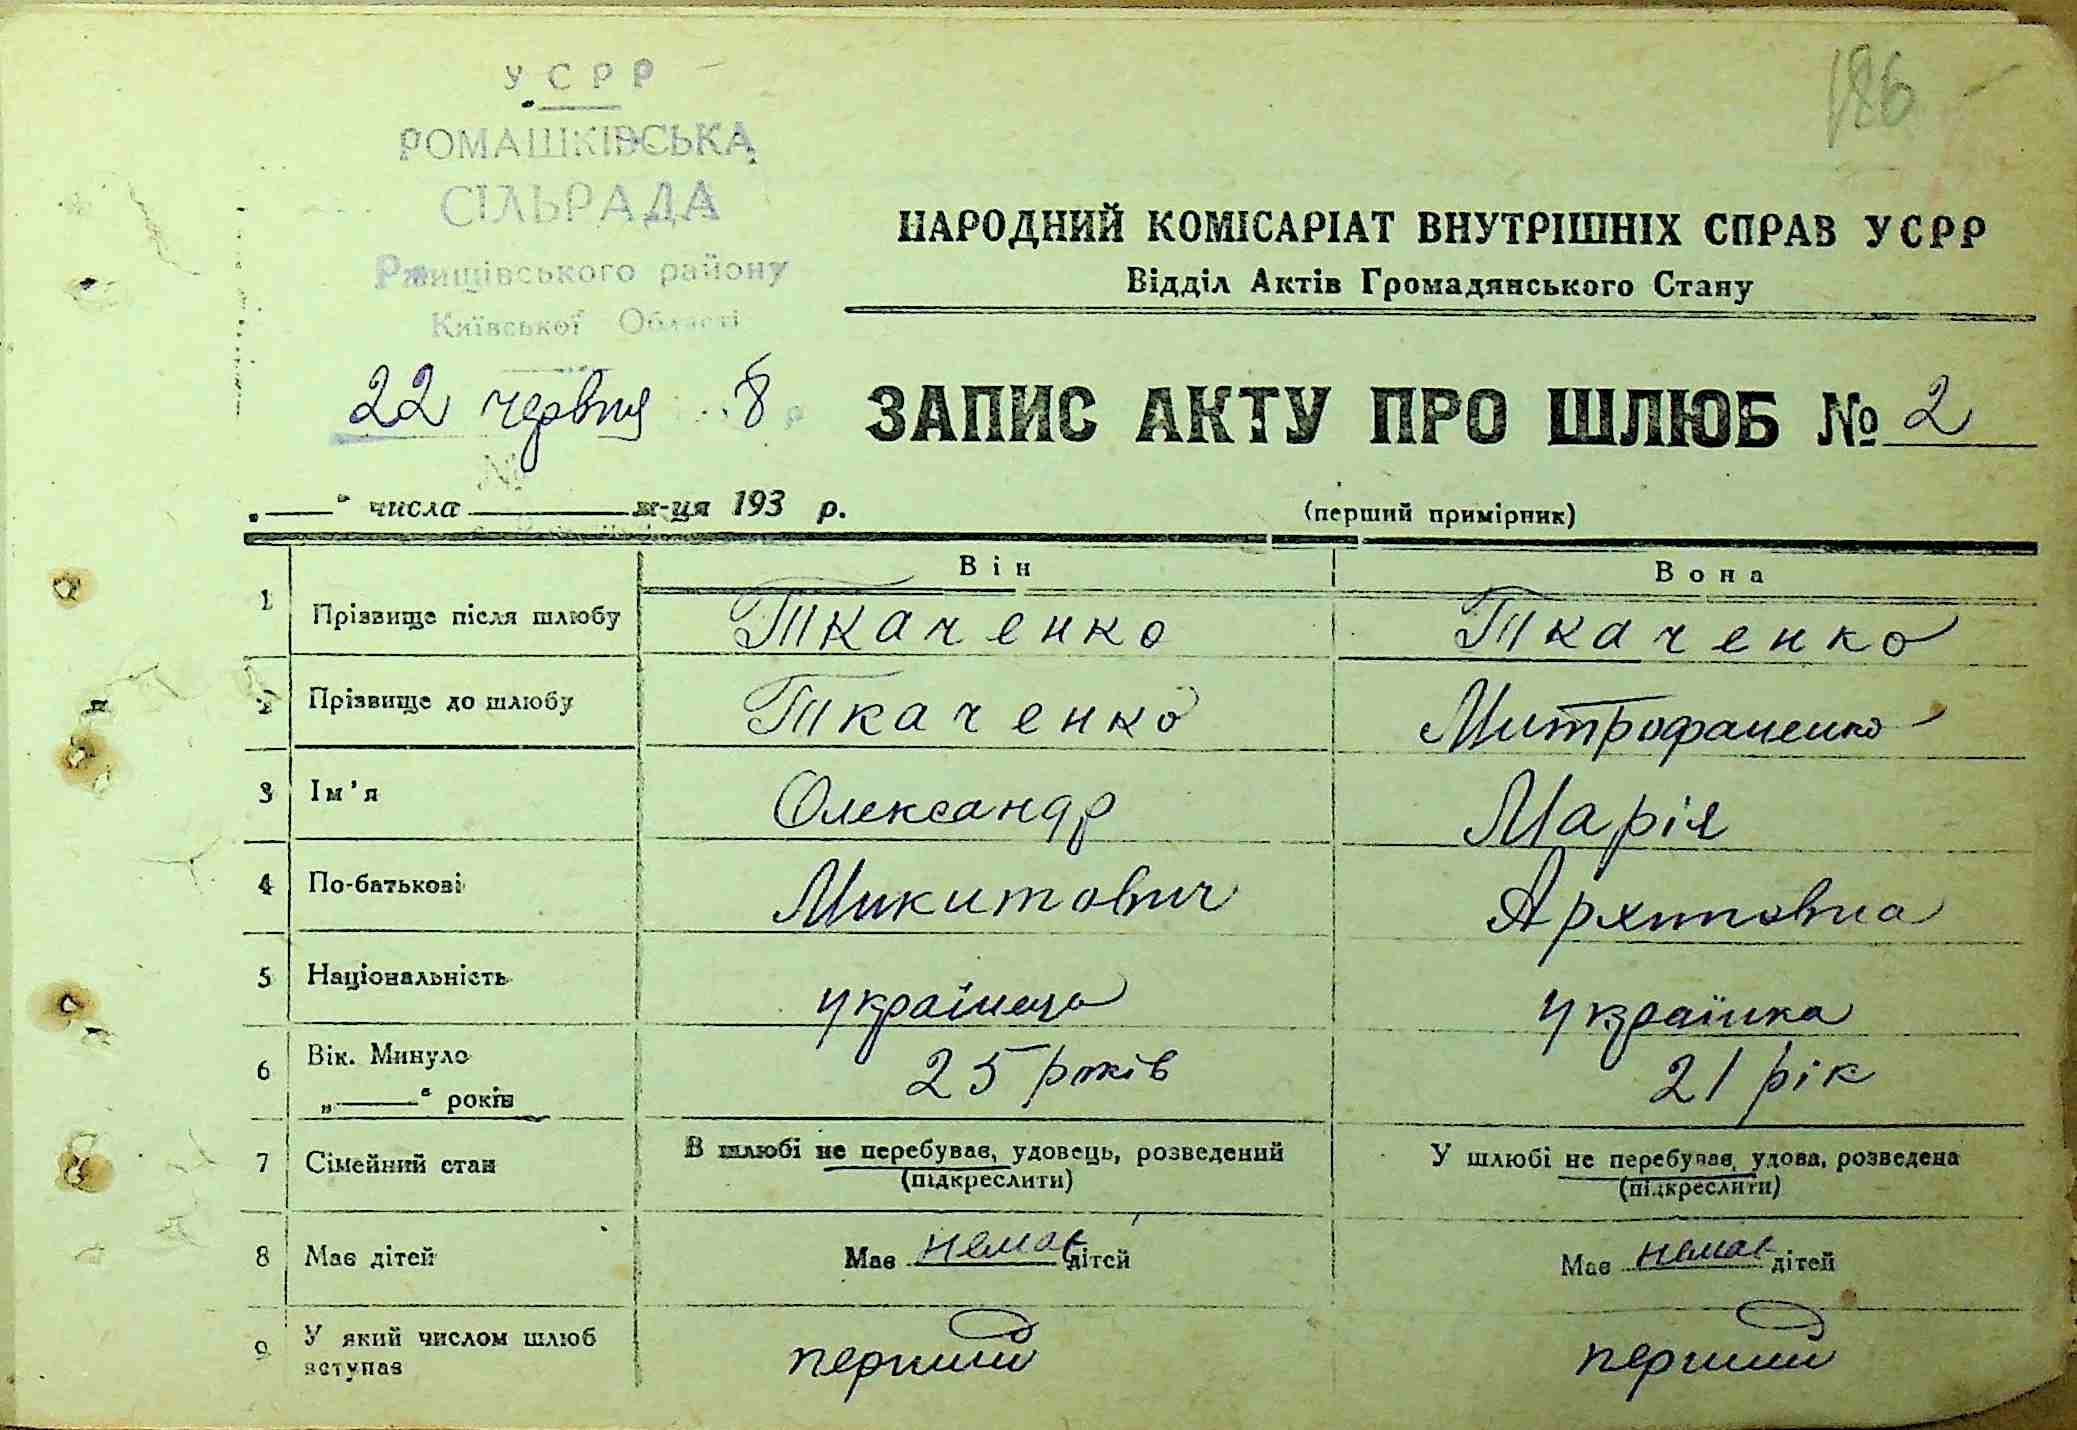 186
УСРР
РОМАШКІВСЬКА
СІЛЬРАДА
Ржищівського району
Київської Області
22 червня 8
НАРОДНИЙ КОМІСАРІАТ ВНУТРІШНІХ СПРАВ УСРР
Відділ Актів Громадянського Стану
ЗАПИС АКТУ ПРО ШЛЮБ № 2
„ “ числа м-ця 193 р.
(перший примірник)
Він Вона
1 Прізвище після шлюбу Ткаченко Ткаченко
2 Прізвище до шлюбу Ткаченко Митрофаненко
3 Ім'я Олександр Марія
4 По-батькові Микитович Архиповна
5 Національність українець українка
6 Вік. Минуло 25 років 21 рік
„ “ років
7 Сімейний стан В шлюбі не перебував, удовець, розведений У шлюбі не перебував, удова, розведена
(підкреслити) (підкреслити)
8 Має дітей Має немає дітей Має немає дітей
9 У який числом шлюб перший перший
вступав